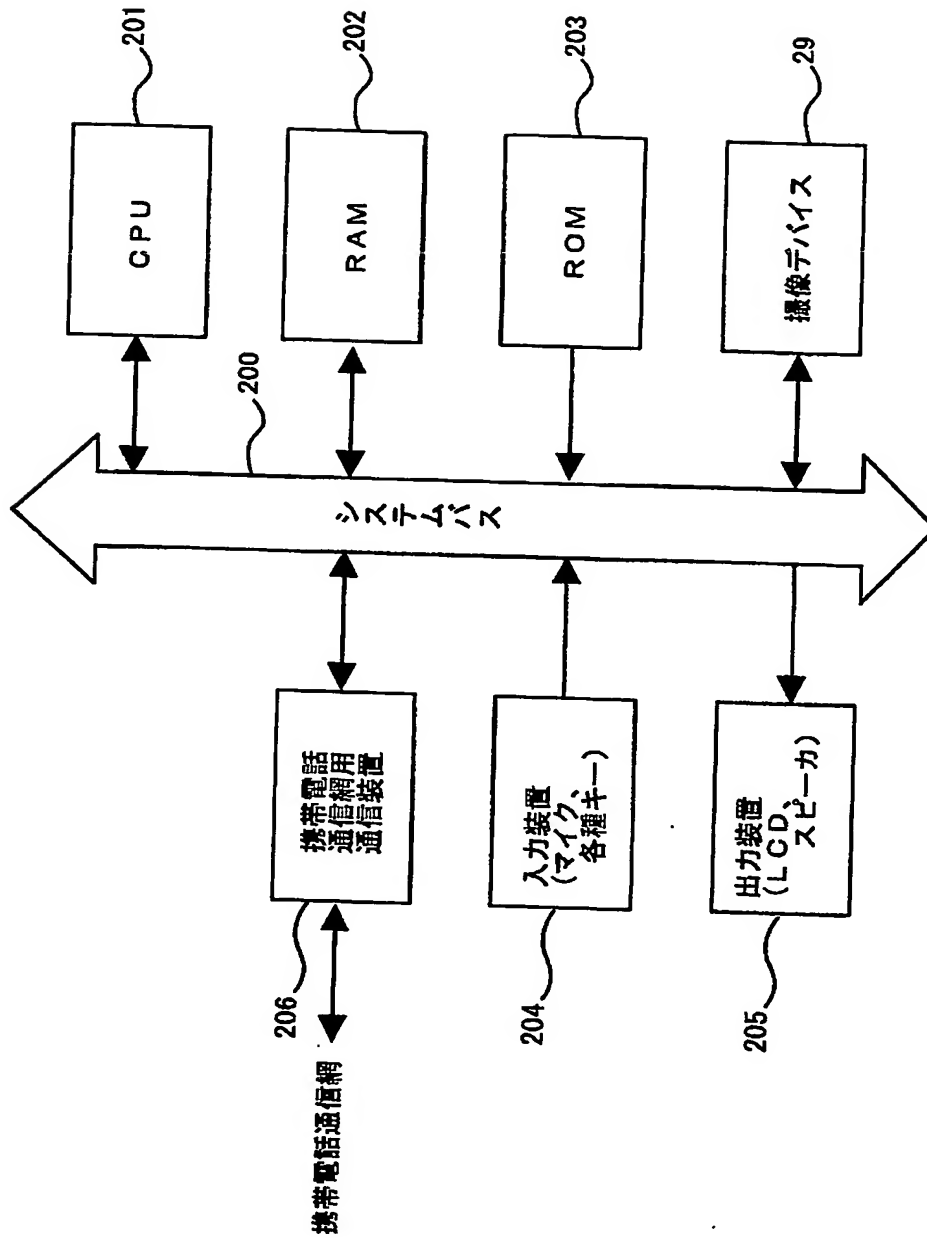 携帯電話通信網
206
携帯電話
通信網用
通信装置
204
入力装置
(マイク、
各種キー)
205
出力装置
(LCD、
スピーカ)
システムバス
200
CPU
201
RAM
202
ROM
203
撮像デバイス
29